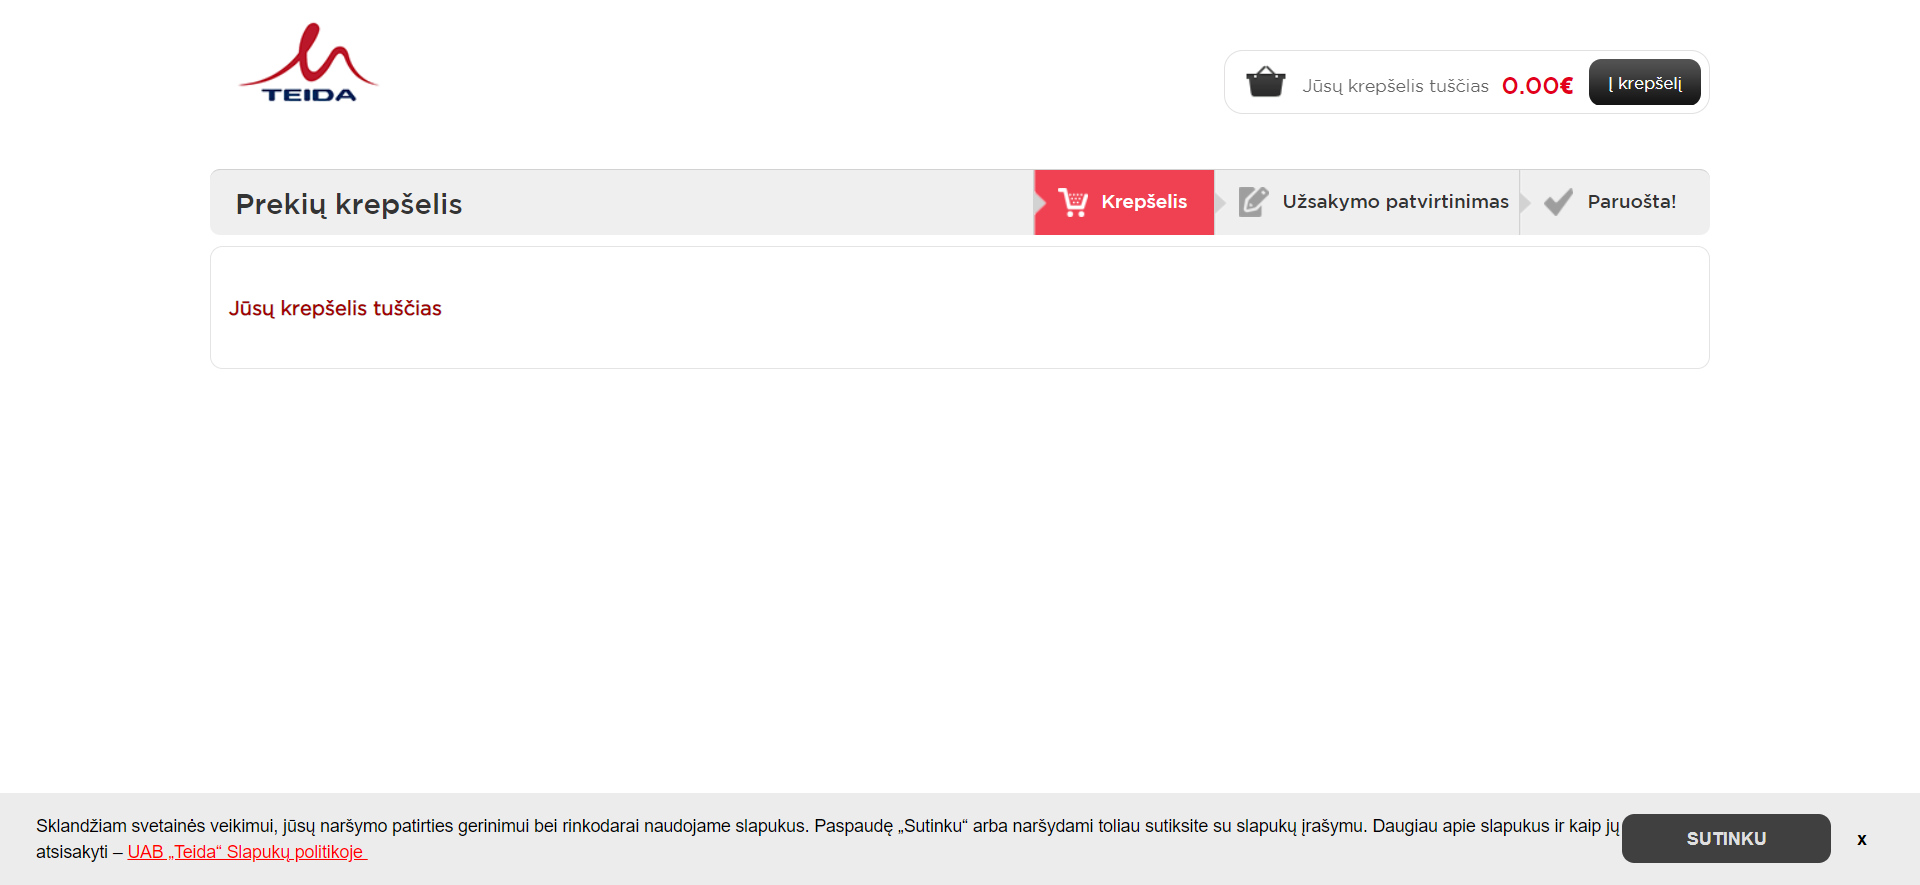 TEIDA
Jūsų krepšelis tuščias 0.00€ Į krepšelį
Prekių krepšelis
Krepšelis
Užsakymo patvirtinimas
Paruošta!
Jūsų krepšelis tuščias
Sklandžiam svetainės veikimui, jūsų naršymo patirties gerinimui bei rinkodarai naudojame slapukus. Paspaudę „Sutinku“ arba naršydami toliau sutiksite su slapukų įrašymu. Daugiau apie slapukus ir kaip jų
atsisakyti – UAB „Teida“ Slapukų politikoje
SUTINKU
x